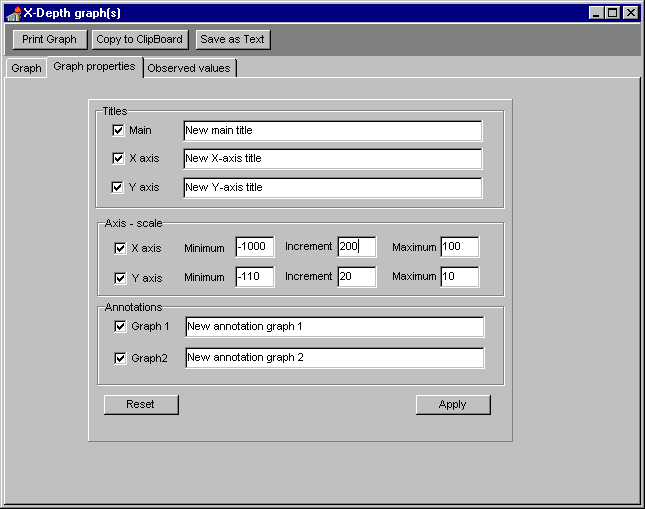 X-Depth graph(s)
Print Graph Copy to ClipBoard Save as Text
Graph Graph properties Observed values
Titles
Main New main title
X axis New X-axis title
Y axis New Y-axis title
Axis - scale
X axis Minimum -1000 Increment 200 Maximum 100
Y axis Minimum -110 Increment 20 Maximum 10
Annotations
Graph 1 New annotation graph 1
Graph2 New annotation graph 2
Reset Apply